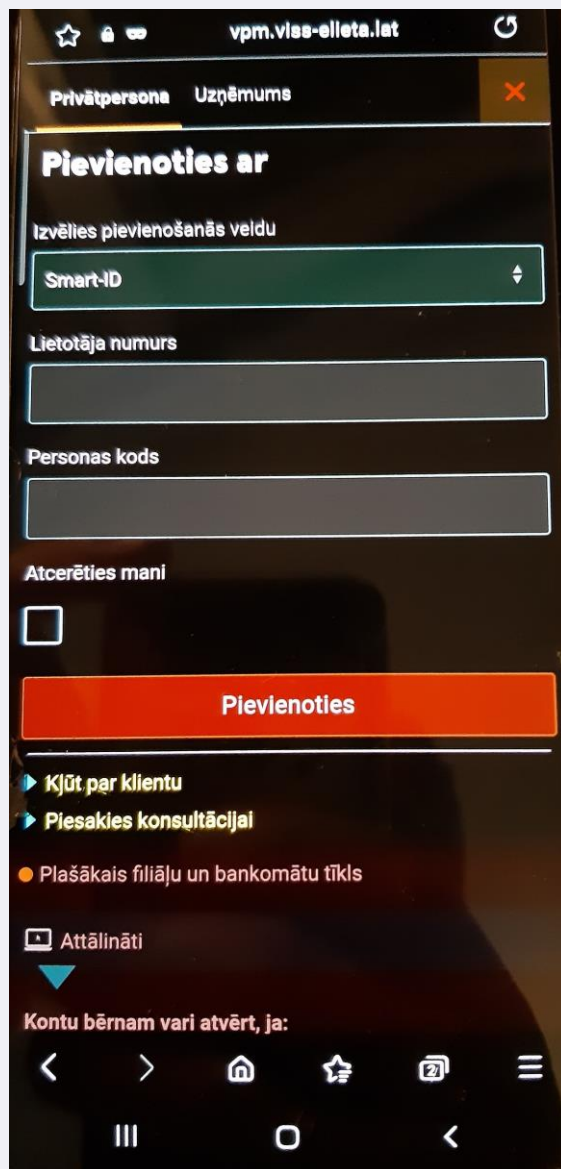 vpm.viss-elieta.lat
Privātpersona Uzņēmums
Pievienoties ar
Izvēlies pievienošanās veidu
Smart-ID
Lietotāja numurs
Personas kods
Atcerēties mani
Pievienoties
Kļūt par klientu
Piesakies konsultācijai
Plašākais filiāļu un bankomātu tīkls
Attālināti
Kontu bērnam vari atvērt, ja: